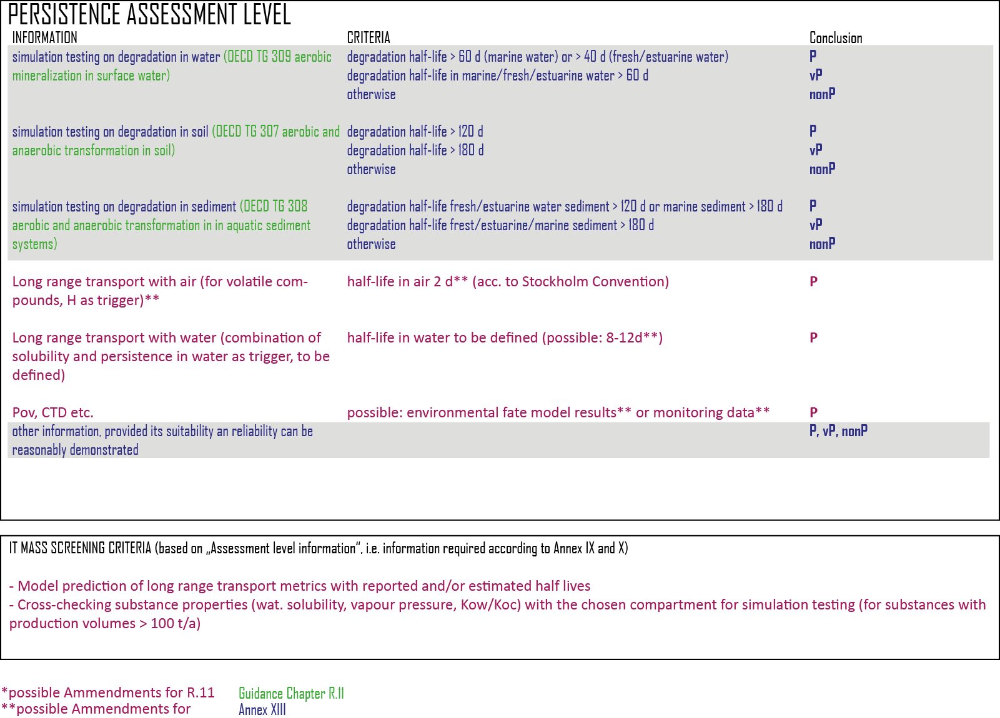 PERSISTENCE ASSESSMENT LEVEL
INFORMATION CRITERIA Conclusion
simulation testing on degradation in water (OECD TG 309 aerobic degradation half-life > 60 d (marine water) or > 40 d (fresh/estuarine water) P
mineralization in surface water) degradation half-life in marine/fresh/estuarine water > 60 d vP
otherwise nonP
simulation testing on degradation in soil (OECD TG 307 aerobic and degradation half-life > 120 d P
anaerobic transformation in soil) degradation half-life > 180 d vP
otherwise nonP
simulation testing on degradation in sediment (OECD TG 308 degradation half-life fresh/estuarine water sediment > 120 d or marine sediment > 180 d P
aerobic and anaerobic transformation in in aquatic sediment degradation half-life frest/estuarine/marine sediment > 180 d vP
systems) otherwise nonP
Long range transport with air (for volatile com- half-life in air 2 d** (acc. to Stockholm Convention) P
pounds, H as trigger)**
Long range transport with water (combination of half-life in water to be defined (possible: 8-12d**) P
solubility and persistence in water as trigger, to be
defined)
Pov, CTD etc. possible: environmental fate model results** or monitoring data** P
other information, provided its suitability an reliability can be P, vP, nonP
reasonably demonstrated
IT MASS SCREENING CRITERIA (based on „Assessment level information“, i.e. information required according to Annex IX and X)
- Model prediction of long range transport metrics with reported and/or estimated half lives
- Cross-checking substance properties (wat. solubility, vapour pressure, Kow/Koc) with the chosen compartment for simulation testing (for substances with
production volumes > 100 t/a)
*possible Ammendments for R.11 Guidance Chapter R.11
**possible Ammendments for Annex XIII